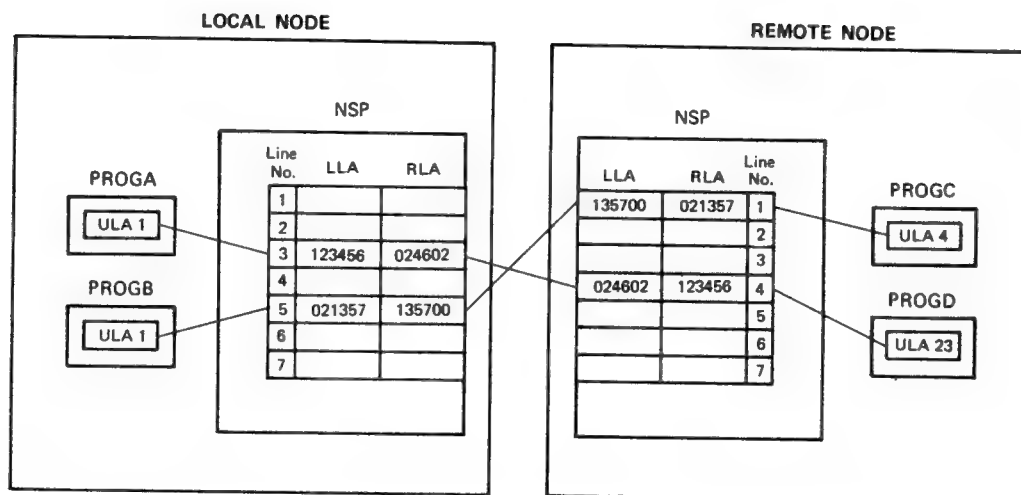 LOCAL NODE
REMOTE NODE
NSP
Line No. LLA RLA
1
2
3 123456 024602
4
5 021357 135700
6
7
PROGA
ULA 1
PROGB
ULA 1
NSP
LLA RLA Line No.
135700 021357 1
2
3
024602 123456 4
5
6
7
PROGC
ULA 4
PROGD
ULA 23